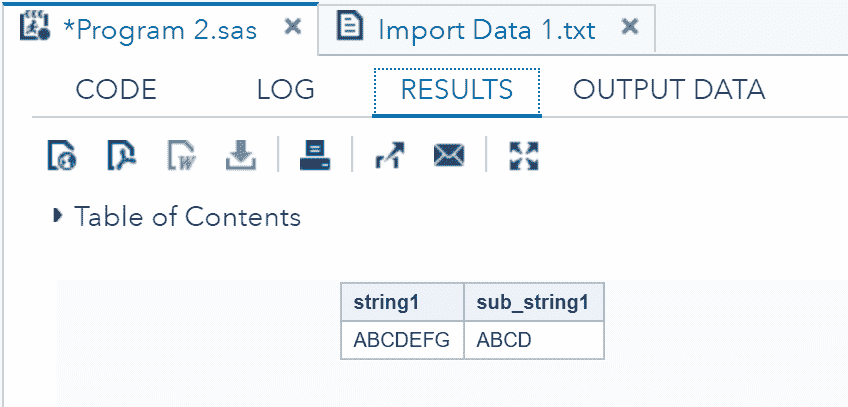 *Program 2.sas × Import Data 1.txt ×
CODE LOG RESULTS OUTPUT DATA
Table of Contents
string1 sub_string1
ABCDEFG ABCD